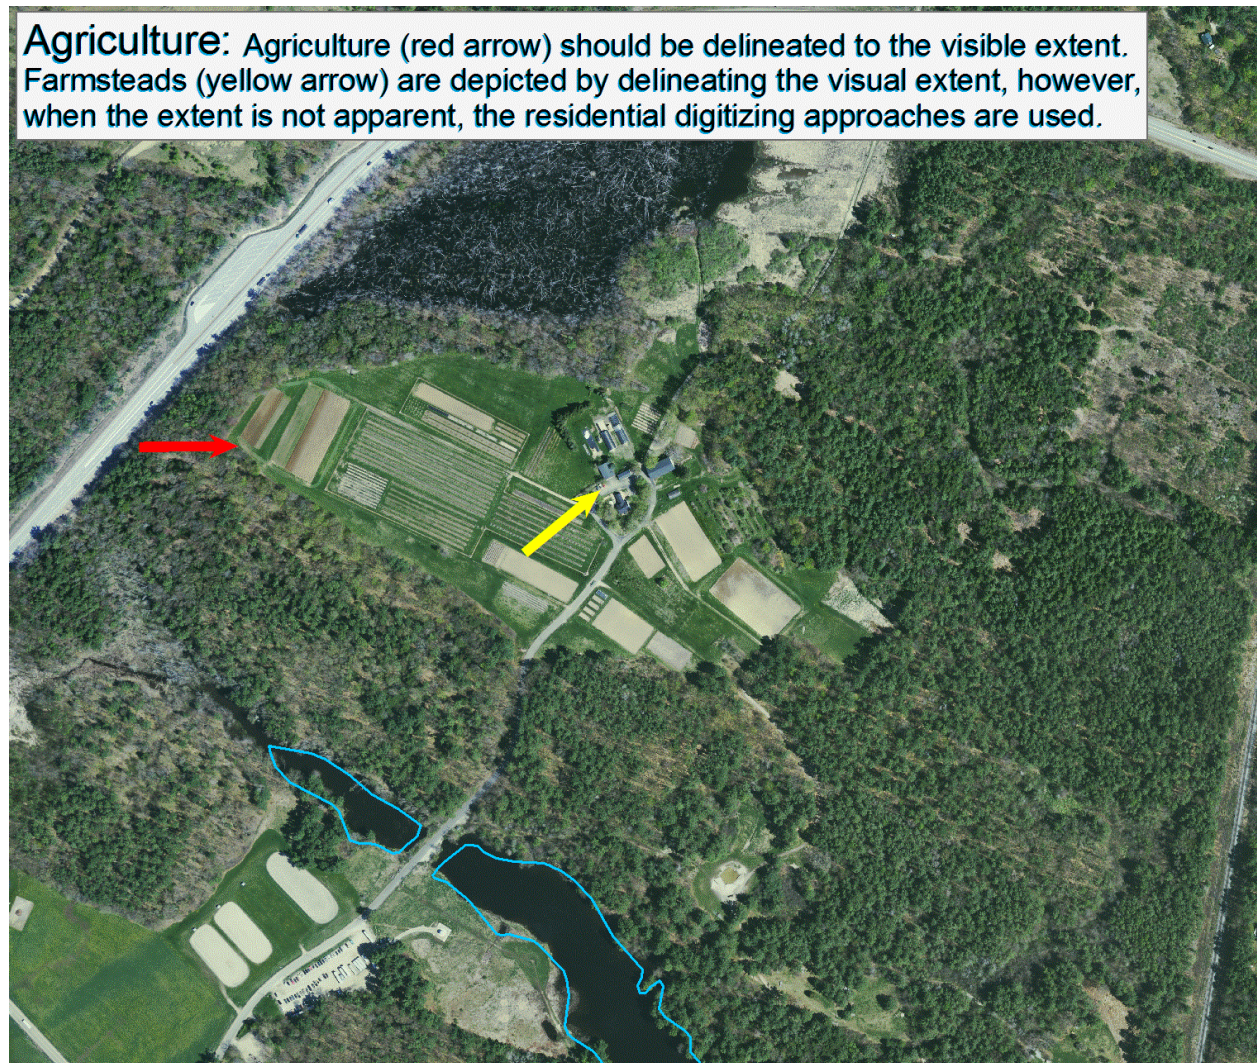 Agriculture: Agriculture (red arrow) should be delineated to the visible extent.
Farmsteads (yellow arrow) are depicted by delineating the visual extent, however,
when the extent is not apparent, the residential digitizing approaches are used.